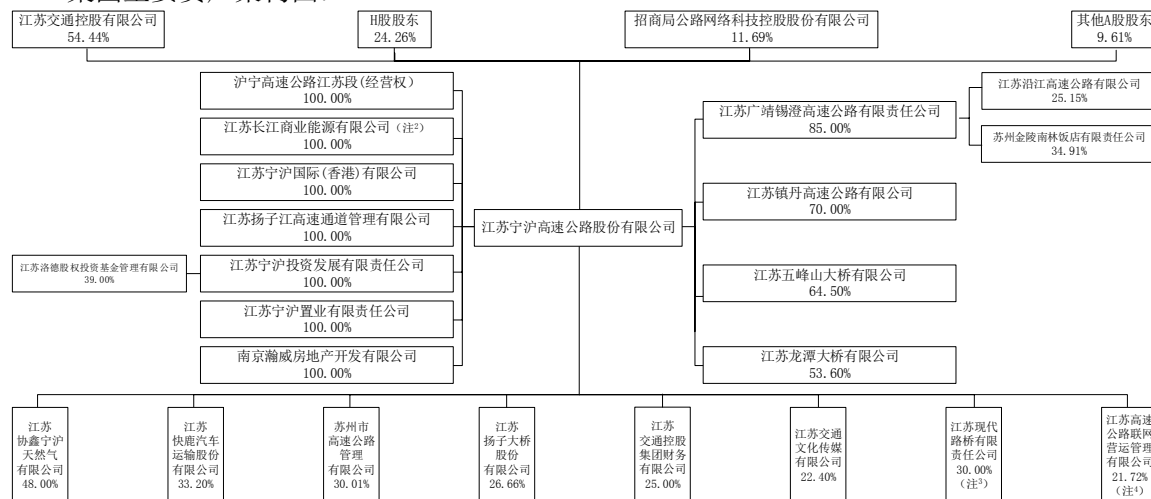 江苏交通控股有限公司
54.44%
H股股东
24.26%
招商局公路网络科技控股股份有限公司
11.69%
其他A股股东
9.61%
沪宁高速公路江苏段(经营权）
100.00%
江苏长江商业能源有限公司（注²）
100.00%
江苏宁沪国际(香港)有限公司
100.00%
江苏扬子江高速通道管理有限公司
100.00%
江苏洛德股权投资基金管理有限公司
39.00%
江苏宁沪投资发展有限责任公司
100.00%
江苏宁沪置业有限责任公司
100.00%
南京瀚威房地产开发有限公司
100.00%
江苏宁沪高速公路股份有限公司
江苏广靖锡澄高速公路有限责任公司
85.00%
江苏沿江高速公路有限公司
25.15%
苏州金陵南林饭店有限责任公司
34.91%
江苏镇丹高速公路有限公司
70.00%
江苏五峰山大桥有限公司
64.50%
江苏龙潭大桥有限公司
53.60%
江苏
协鑫宁沪
天然气
有限公司
48.00%
江苏
快鹿汽车
运输股份
有限公司
33.20%
苏州市
高速公路
管理
有限公司
30.01%
江苏
扬子大桥
股份
有限公司
26.66%
江苏
交通控股
集团财务
有限公司
25.00%
江苏交通
文化传媒
有限公司
22.40%
江苏现代
路桥有限
责任公司
30.00%
（注³）
江苏高速
公路联网
营运管理
有限公司
21.72%
（注⁴）